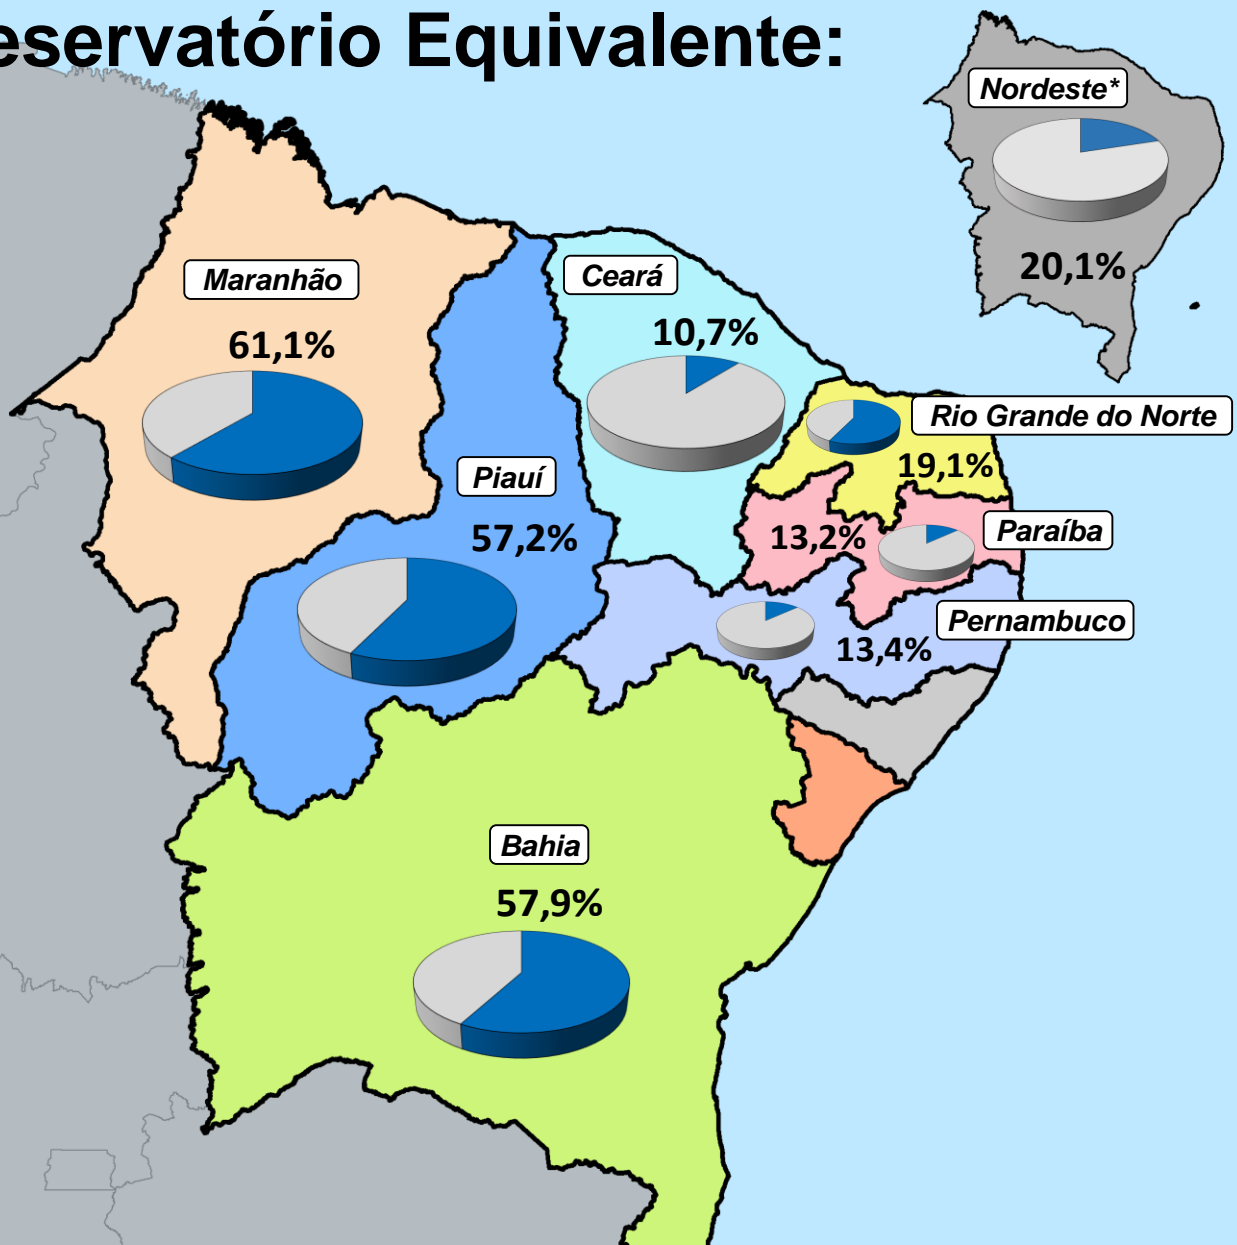 eservatório Equivalente:
Nordeste*
20,1%
Maranhão
61,1%
Ceará
10,7%
Rio Grande do Norte
19,1%
Piauí
57,2%
Paraíba
13,2%
Pernambuco
13,4%
Bahia
57,9%